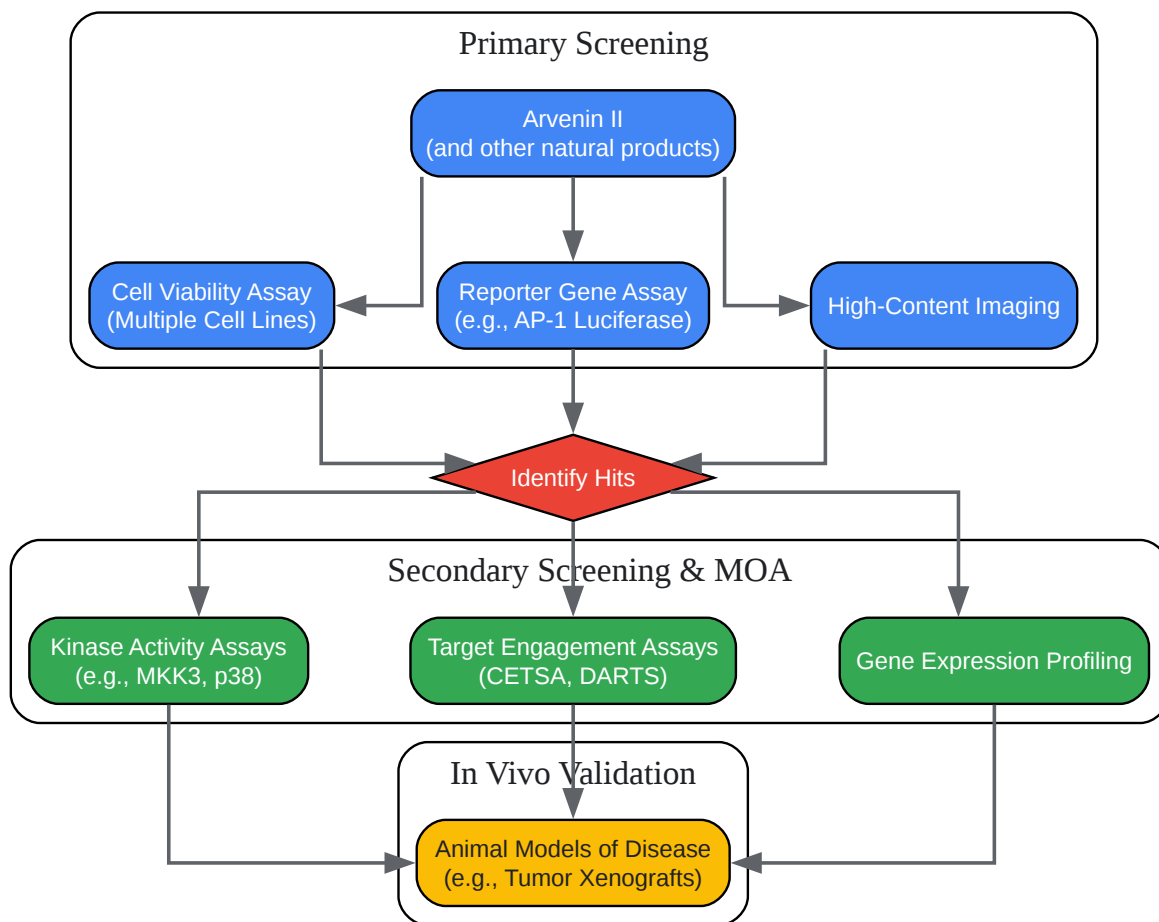 Primary Screening
Arvenin II
(and other natural products)
Cell Viability Assay
(Multiple Cell Lines)
Reporter Gene Assay
(e.g., AP-1 Luciferase)
High-Content Imaging
Identify Hits
Secondary Screening & MOA
Kinase Activity Assays
(e.g., MKK3, p38)
Target Engagement Assays
(CETSA, DARTS)
Gene Expression Profiling
In Vivo Validation
Animal Models of Disease
(e.g., Tumor Xenografts)